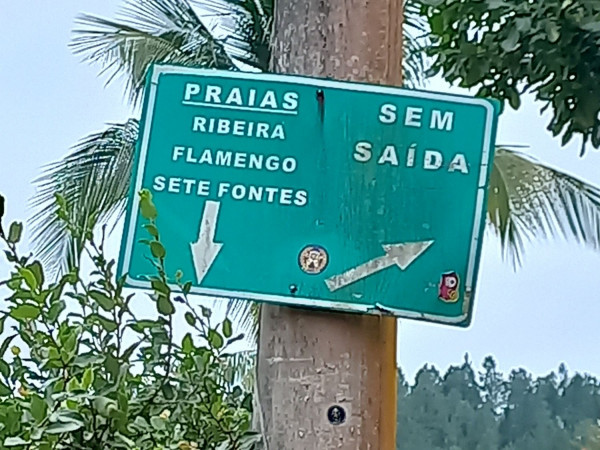 PRAIAS
RIBEIRA
FLAMENGO
SETE FONTES
SEM
SAÍDA